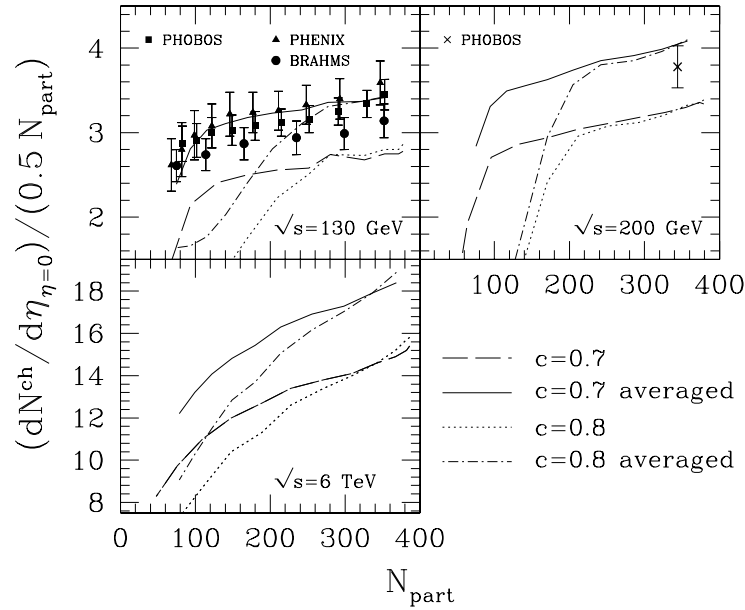 PHOBOS
PHENIX
BRAHMS
PHOBOS
4
3
2
√s=130 GeV
√s=200 GeV
100 200 300 400
18
16
14
12
10
8
√s=6 TeV
c=0.7
c=0.7 averaged
c=0.8
c=0.8 averaged
0 100 200 300 400
N_part
(dN^ch/dη_η=0)/(0.5 N_part)